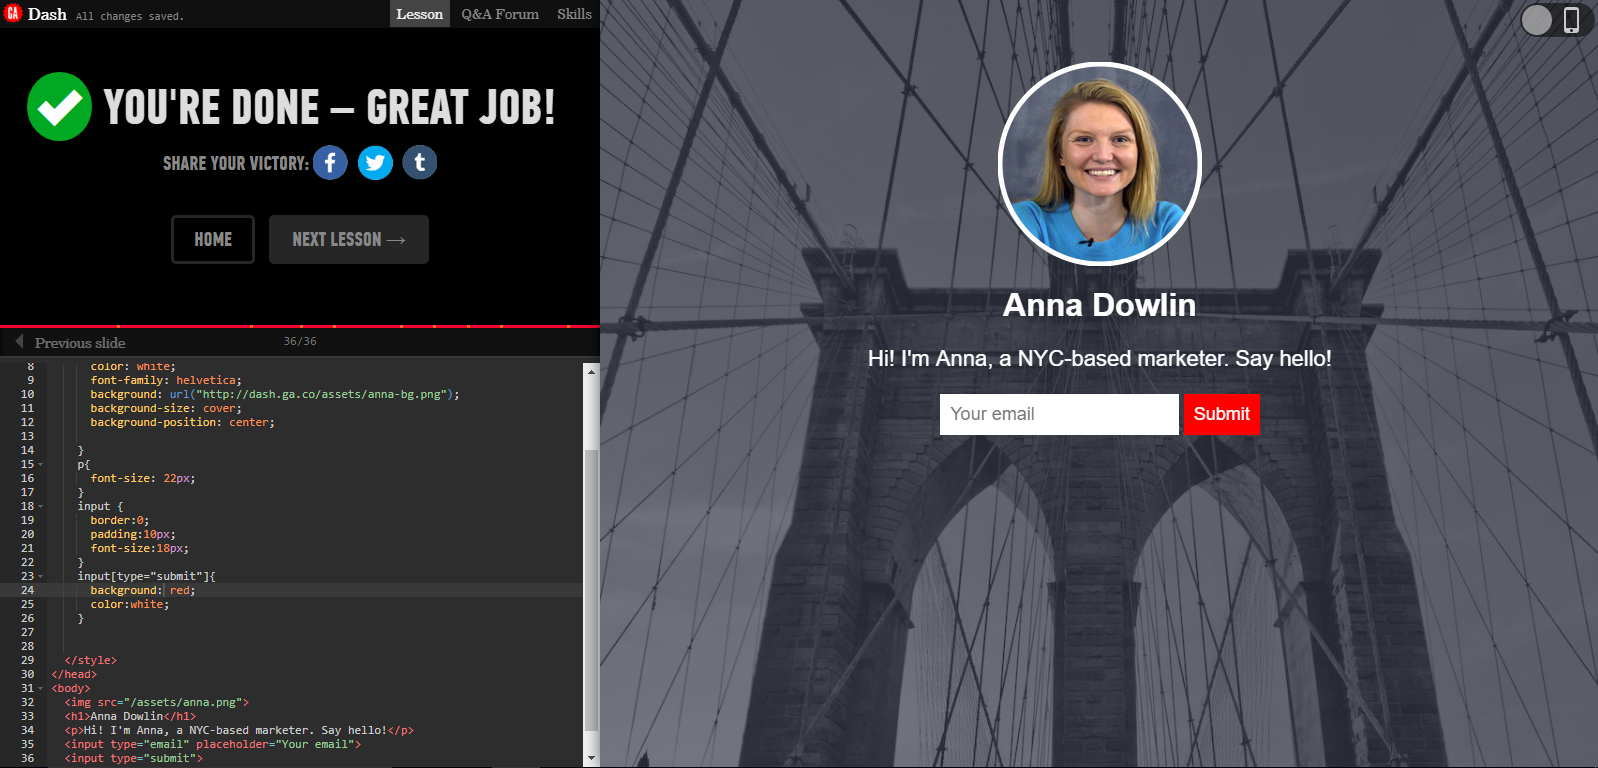 GA Dash All changes saved. Lesson Q&A Forum Skills
YOU'RE DONE – GREAT JOB!
SHARE YOUR VICTORY: f t
HOME NEXT LESSON →
Previous slide 36/36
8 color: white;
9 font-family: helvetica;
10 background: url("http://dash.ga.co/assets/anna-bg.png");
11 background-size: cover;
12 background-position: center;
13
14 }
15 p{
16 font-size: 22px;
17 }
18 input {
19 border:0;
20 padding:10px;
21 font-size:18px;
22 }
23 input[type="submit"]{
24 background: red;
25 color:white;
26 }
27
28
29 </style>
30 </head>
31 <body>
32 <img src="/assets/anna.png">
33 <h1>Anna Dowlin</h1>
34 <p>Hi! I'm Anna, a NYC-based marketer. Say hello!</p>
35 <input type="email" placeholder="Your email">
36 <input type="submit">
Anna Dowlin
Hi! I'm Anna, a NYC-based marketer. Say hello!
Your email Submit